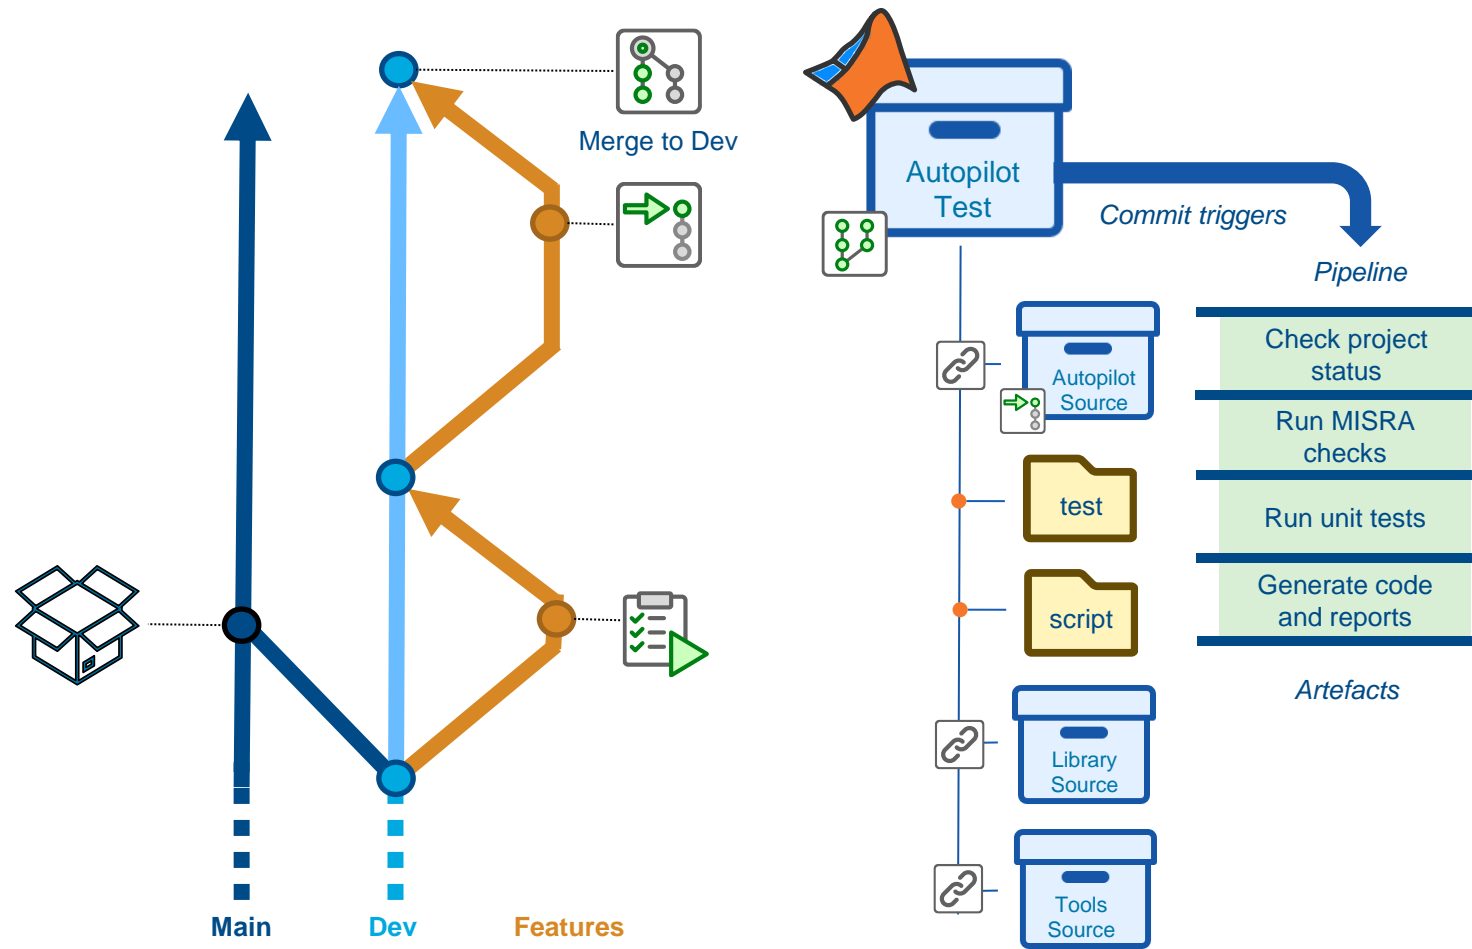 Merge to Dev
Main
Dev
Features
Autopilot
Test
Commit triggers
Pipeline
Autopilot
Source
test
script
Library
Source
Tools
Source
Check project
status
Run MISRA
checks
Run unit tests
Generate code
and reports
Artefacts